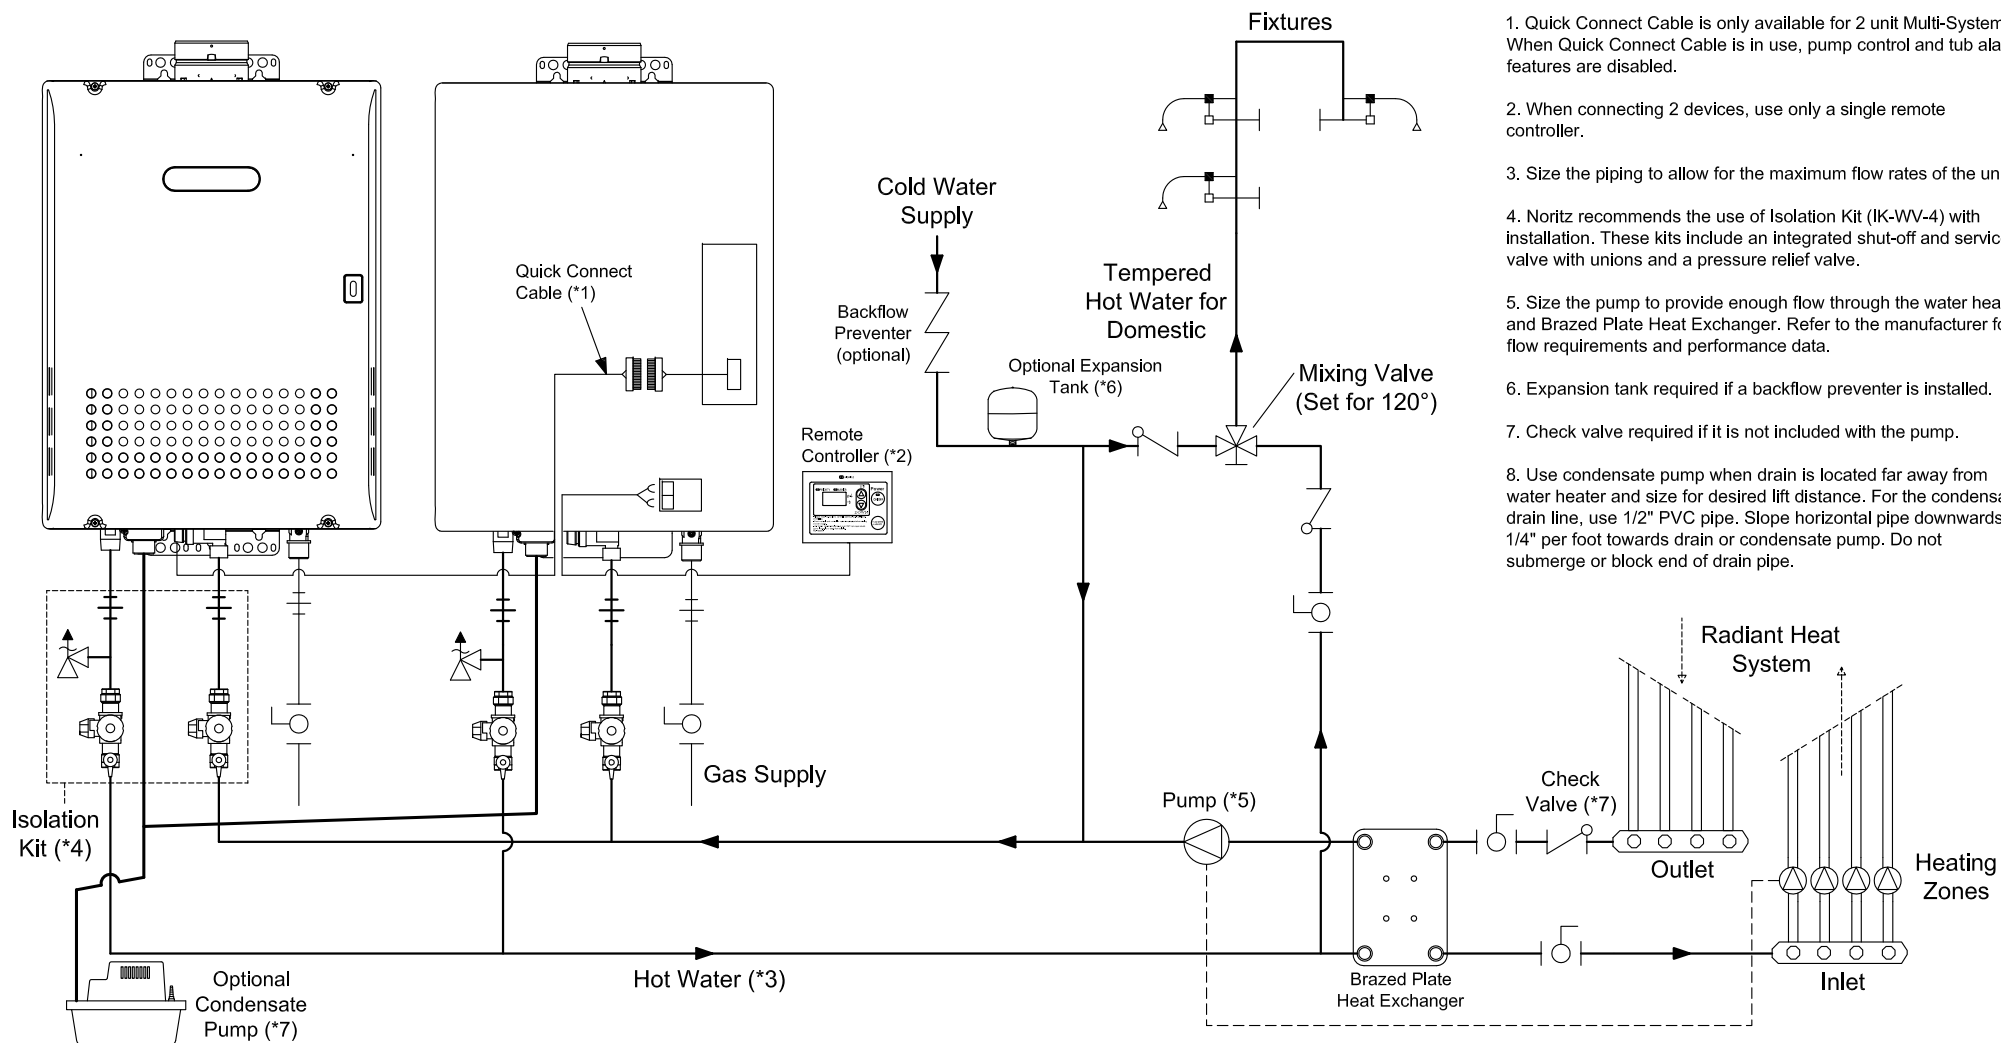 Fixtures
Cold Water
Supply
Quick Connect
Cable (*1)
Backflow
Preventer
(optional)
Tempered
Hot Water for
Domestic
Optional Expansion
Tank (*6)
Mixing Valve
(Set for 120°)
Remote
Controller (*2)
Power
1. Quick Connect Cable is only available for 2 unit Multi-System
When Quick Connect Cable is in use, pump control and tub ala
features are disabled.
2. When connecting 2 devices, use only a single remote
controller.
3. Size the piping to allow for the maximum flow rates of the un
4. Noritz recommends the use of Isolation Kit (IK-WV-4) with
installation. These kits include an integrated shut-off and servic
valve with unions and a pressure relief valve.
5. Size the pump to provide enough flow through the water hea
and Brazed Plate Heat Exchanger. Refer to the manufacturer fo
flow requirements and performance data.
6. Expansion tank required if a backflow preventer is installed.
7. Check valve required if it is not included with the pump.
8. Use condensate pump when drain is located far away from
water heater and size for desired lift distance. For the condensa
drain line, use 1/2" PVC pipe. Slope horizontal pipe downwards
1/4" per foot towards drain or condensate pump. Do not
submerge or block end of drain pipe.
Radiant Heat
System
Gas Supply
Isolation
Kit (*4)
Pump (*5)
Check
Valve (*7)
Outlet
Heating
Zones
Hot Water (*3)
Brazed Plate
Heat Exchanger
Inlet
Optional
Condensate
Pump (*7)